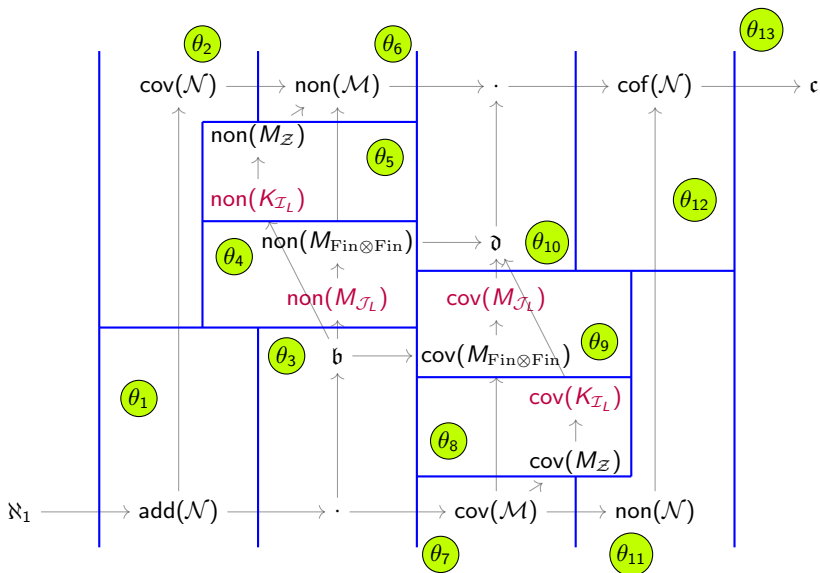 θ₂ θ₆ θ₁₃
cov(𝒩) non(ℳ) · cof(𝒩) 𝔠
non(M_𝒵)
θ₅
non(K_{ℐ_L}) θ₁₂
θ₄ non(M_{Fin⊗Fin}) 𝔡 θ₁₀
non(M_{𝒥_L}) cov(M_{𝒥_L})
θ₃ 𝔟 cov(M_{Fin⊗Fin}) θ₉
θ₁ cov(K_{ℐ_L})
θ₈ cov(M_𝒵)
ℵ₁ add(𝒩) · cov(ℳ) non(𝒩)
θ₇ θ₁₁